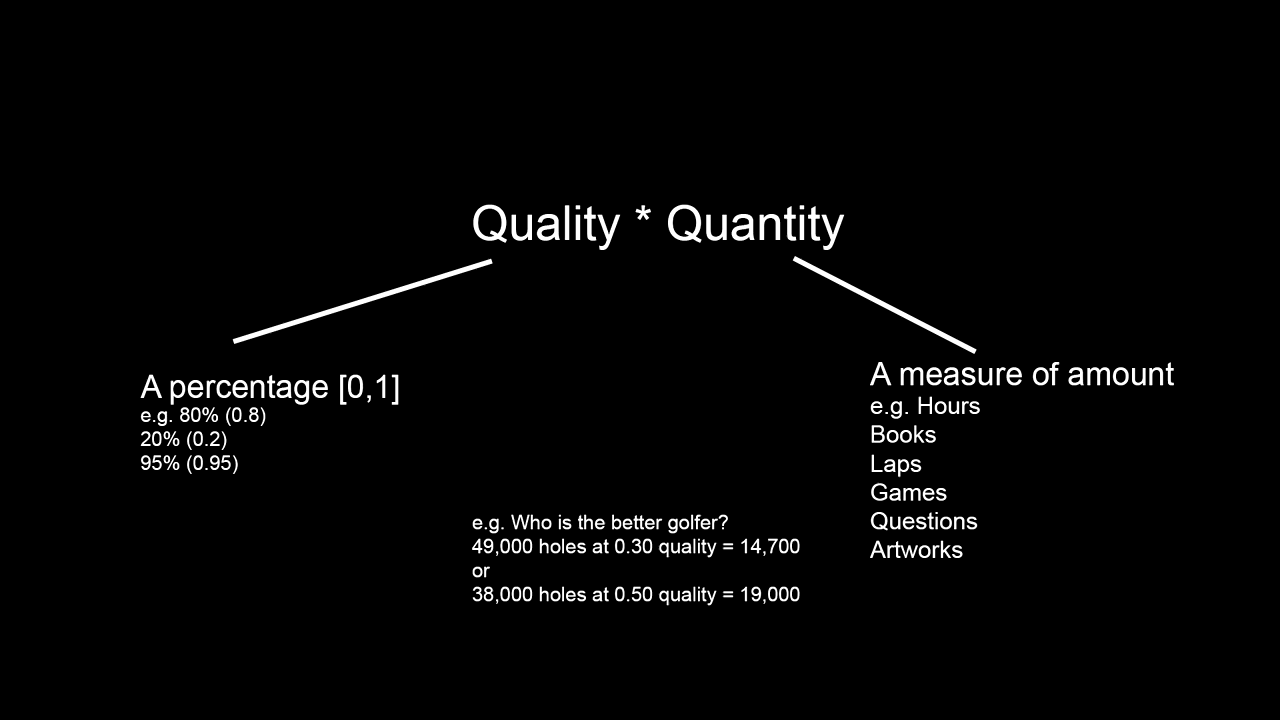 Quality * Quantity
A percentage [0,1]
e.g. 80% (0.8)
20% (0.2)
95% (0.95)
A measure of amount
e.g. Hours
Books
Laps
Games
Questions
Artworks
e.g. Who is the better golfer?
49,000 holes at 0.30 quality = 14,700
or
38,000 holes at 0.50 quality = 19,000